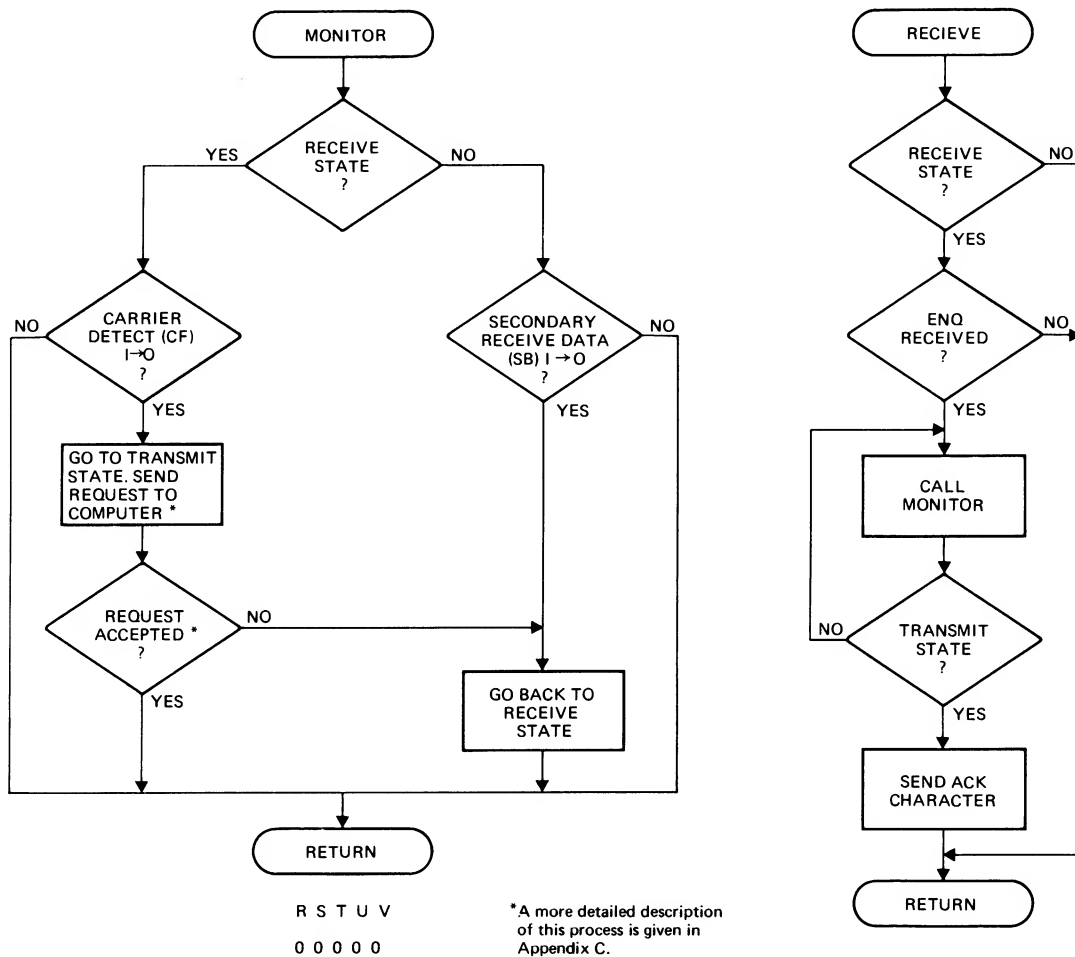 MONITOR
RECEIVE
STATE
?
YES
NO
CARRIER
DETECT (CF)
I→O
?
NO
YES
SECONDARY
RECEIVE DATA
(SB) I → O
?
NO
YES
GO TO TRANSMIT
STATE. SEND
REQUEST TO
COMPUTER *
REQUEST
ACCEPTED *
?
NO
YES
GO BACK TO
RECEIVE
STATE
RETURN
R S T U V
0 0 0 0 0
*A more detailed description
of this process is given in
Appendix C.
RECIEVE
RECEIVE
STATE
?
NO
YES
ENQ
RECEIVED
?
NO
YES
CALL
MONITOR
TRANSMIT
STATE
?
NO
YES
SEND ACK
CHARACTER
RETURN